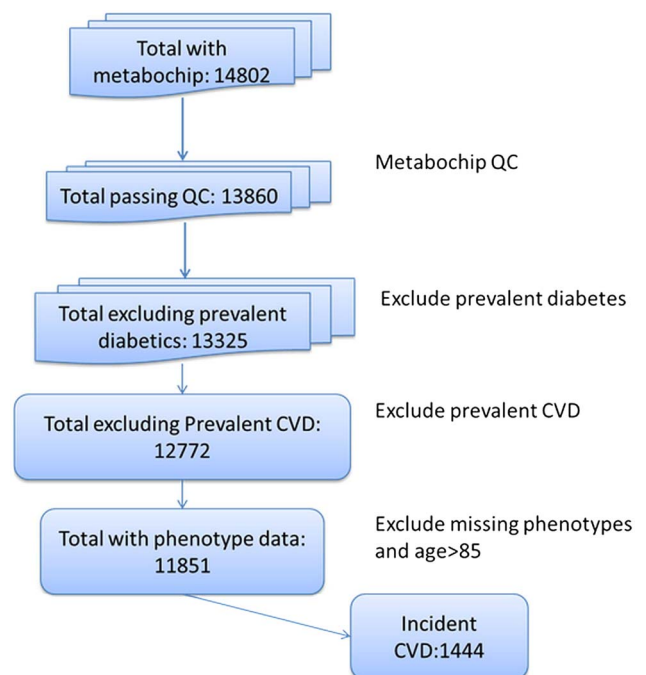 Total with
metabochip: 14802
Metabochip QC
Total passing QC: 13860
Exclude prevalent diabetes
Total excluding prevalent
diabetics: 13325
Exclude prevalent CVD
Total excluding Prevalent CVD:
12772
Exclude missing phenotypes
and age>85
Total with phenotype data:
11851
Incident
CVD:1444